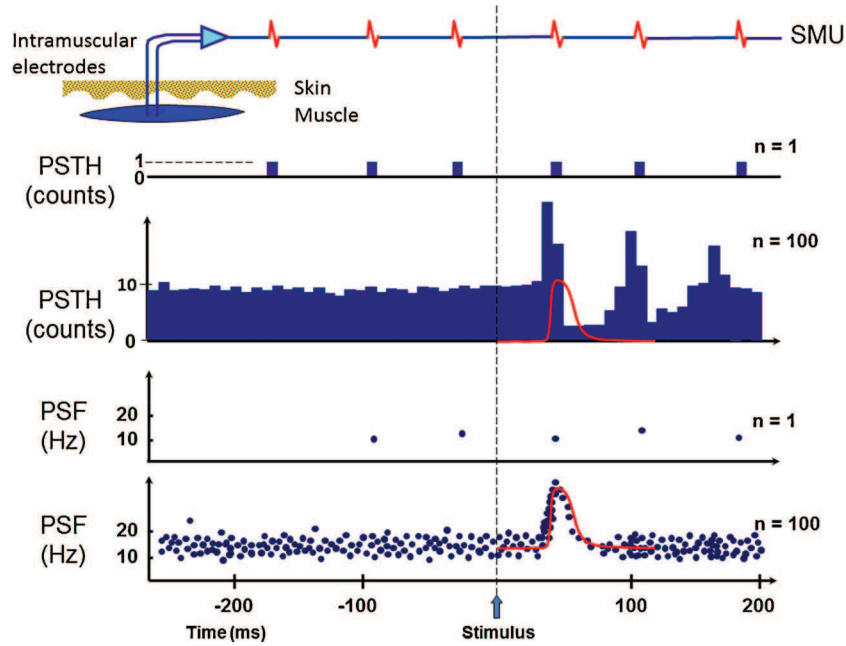 Intramuscular
electrodes
SMU
Skin
Muscle
n = 1
PSTH
(counts)
1
0
n = 100
PSTH
(counts)
10
0
n = 1
PSF
(Hz)
20
10
n = 100
PSF
(Hz)
20
10
-200 -100 100 200
Time (ms) Stimulus